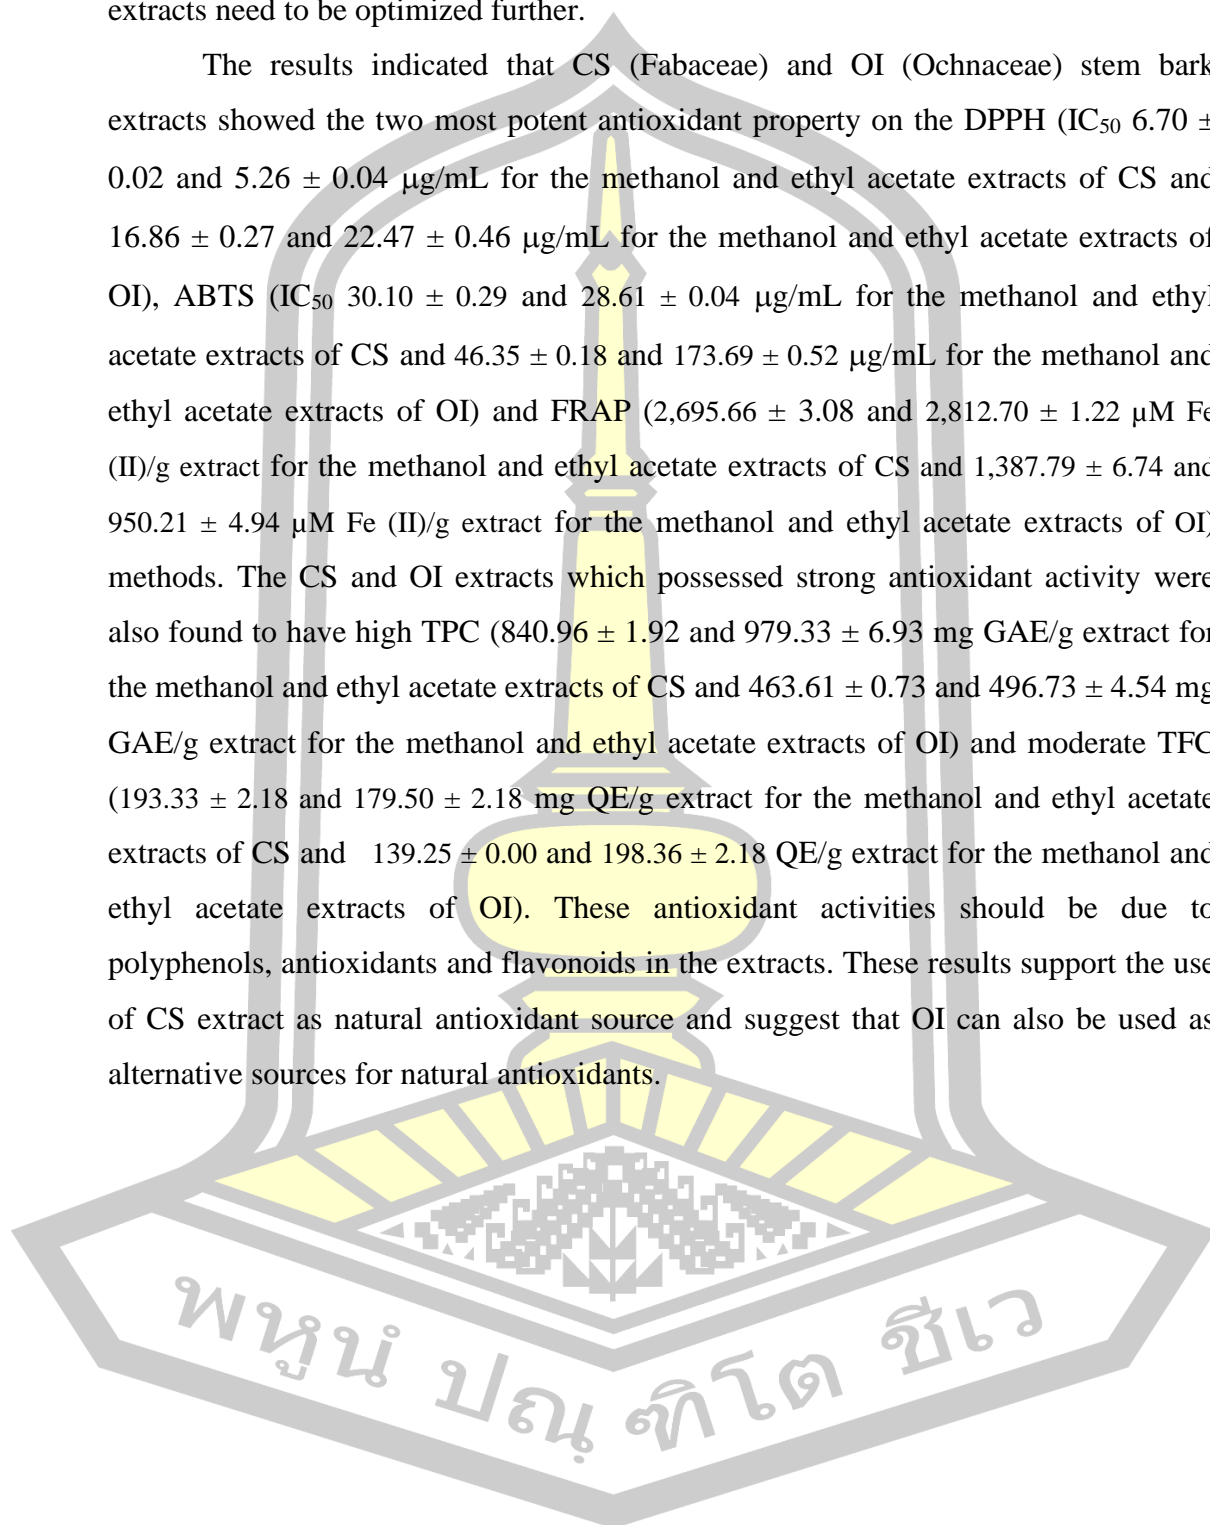 extracts need to be optimized further.
The results indicated that CS (Fabaceae) and OI (Ochnaceae) stem bark
extracts showed the two most potent antioxidant property on the DPPH (IC50 6.70 ±
0.02 and 5.26 ± 0.04 µg/mL for the methanol and ethyl acetate extracts of CS and
16.86 ± 0.27 and 22.47 ± 0.46 µg/mL for the methanol and ethyl acetate extracts of
OI), ABTS (IC50 30.10 ± 0.29 and 28.61 ± 0.04 µg/mL for the methanol and ethyl
acetate extracts of CS and 46.35 ± 0.18 and 173.69 ± 0.52 µg/mL for the methanol and
ethyl acetate extracts of OI) and FRAP (2,695.66 ± 3.08 and 2,812.70 ± 1.22 µM Fe
(II)/g extract for the methanol and ethyl acetate extracts of CS and 1,387.79 ± 6.74 and
950.21 ± 4.94 µM Fe (II)/g extract for the methanol and ethyl acetate extracts of OI)
methods. The CS and OI extracts which possessed strong antioxidant activity were
also found to have high TPC (840.96 ± 1.92 and 979.33 ± 6.93 mg GAE/g extract for
the methanol and ethyl acetate extracts of CS and 463.61 ± 0.73 and 496.73 ± 4.54 mg
GAE/g extract for the methanol and ethyl acetate extracts of OI) and moderate TFC
(193.33 ± 2.18 and 179.50 ± 2.18 mg QE/g extract for the methanol and ethyl acetate
extracts of CS and 139.25 ± 0.00 and 198.36 ± 2.18 QE/g extract for the methanol and
ethyl acetate extracts of OI). These antioxidant activities should be due to
polyphenols, antioxidants and flavonoids in the extracts. These results support the use
of CS extract as natural antioxidant source and suggest that OI can also be used as
alternative sources for natural antioxidants.
พหูนํ ปณฺฑิโต ชีเว